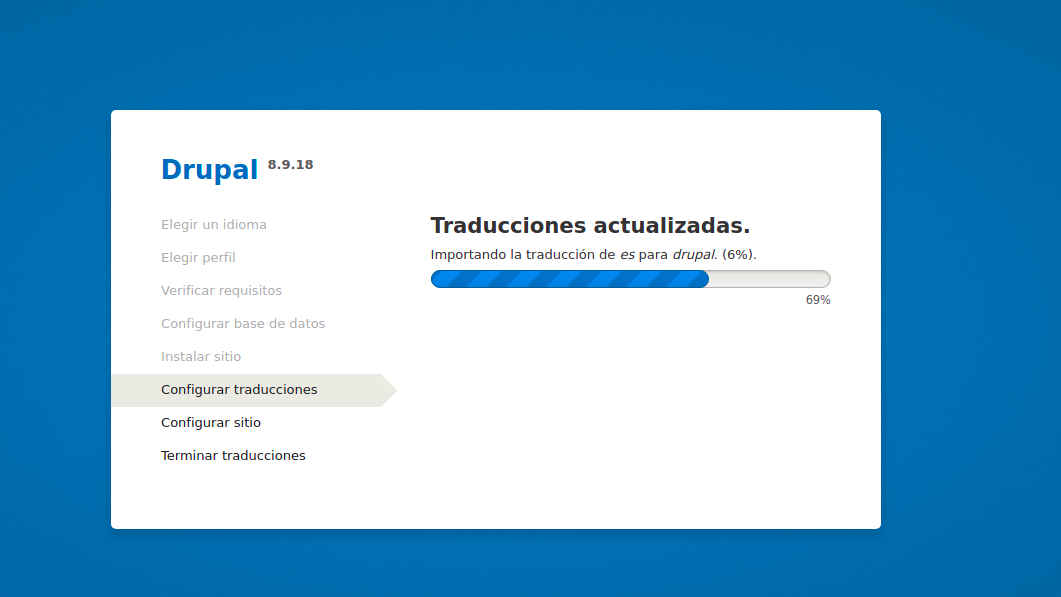 Drupal 8.9.18
Elegir un idioma
Elegir perfil
Verificar requisitos
Configurar base de datos
Instalar sitio
Configurar traducciones
Configurar sitio
Terminar traducciones
Traducciones actualizadas.
Importando la traducción de es para drupal. (6%).
69%